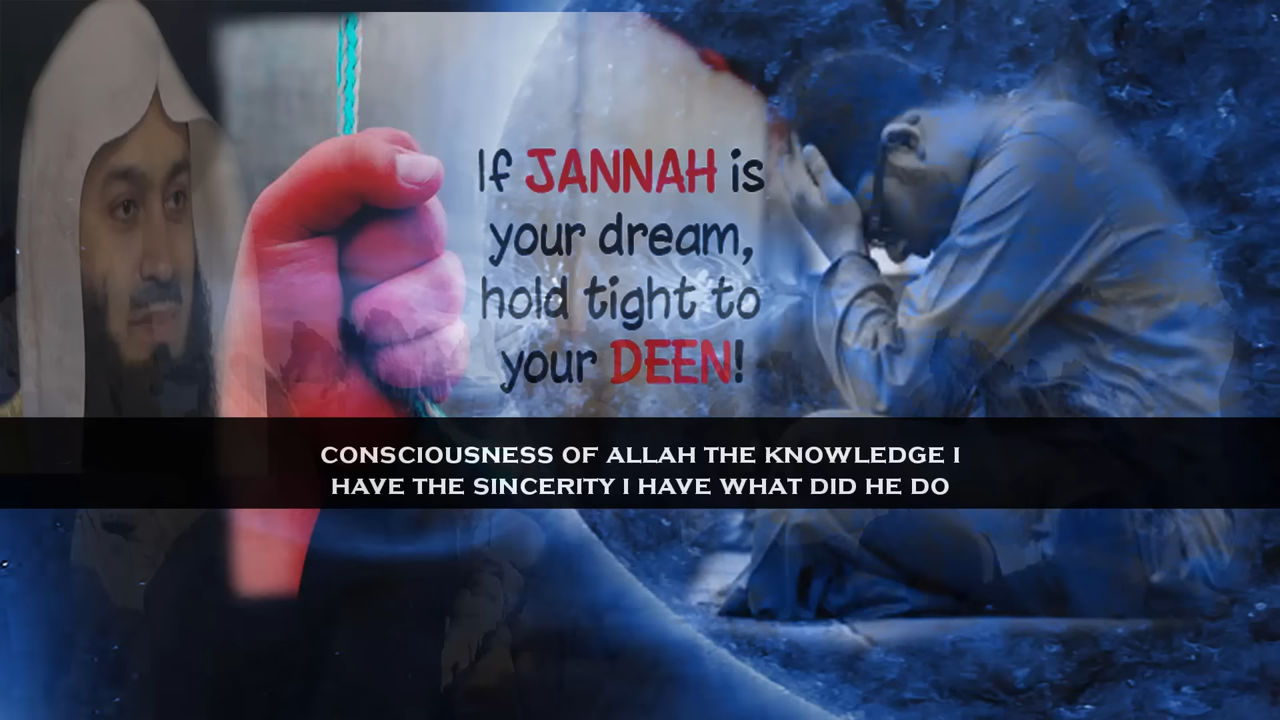 If JANNAH is
your dream,
hold tight to
your DEEN!
CONSCIOUSNESS OF ALLAH THE KNOWLEDGE I
HAVE THE SINCERITY I HAVE WHAT DID HE DO